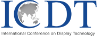 ICDT
International Conference on Display Technology